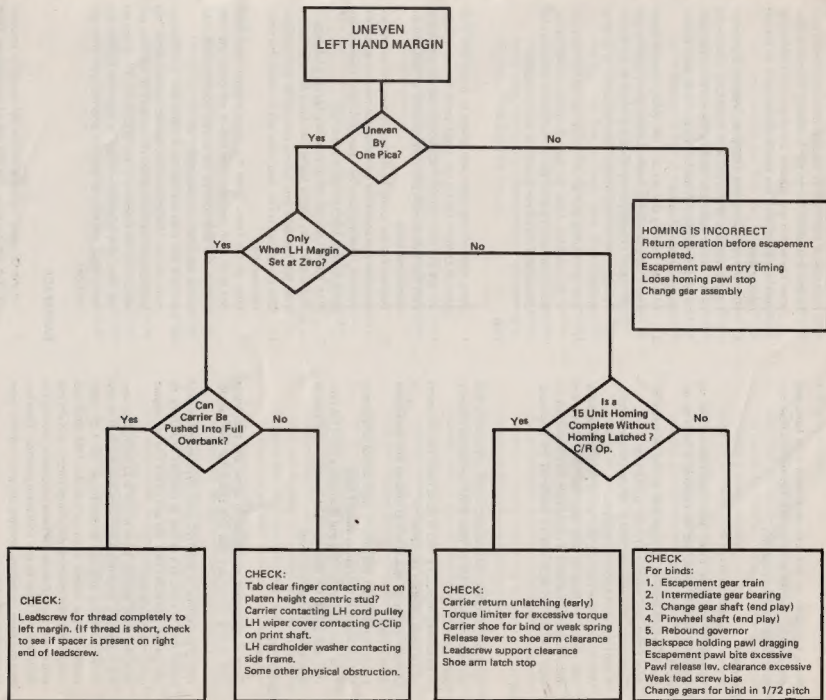 UNEVEN
LEFT HAND MARGIN
Uneven
By
One Pica?
Yes
No
Only
When LH Margin
Set at Zero?
Yes
No
HOMING IS INCORRECT
Return operation before escapement
completed.
Escapement pawl entry timing
Loose homing pawl stop
Change gear assembly
Can
Carrier Be
Pushed Into Full
Overbank?
Yes
No
Is a
15 Unit Homing
Complete Without
Homing Latched ?
C/R Op.
Yes
No
CHECK:
Leadscrew for thread completely to
left margin. (If thread is short, check
to see if spacer is present on right
end of leadscrew.
CHECK:
Tab clear finger contacting nut on
platen height eccentric stud?
Carrier contacting LH cord pulley
LH wiper cover contacting C-Clip
on print shaft.
LH cardholder washer contacting
side frame.
Some other physical obstruction.
CHECK:
Carrier return unlatching (early)
Torque limiter for excessive torque
Carrier shoe for bind or weak spring
Release lever to shoe arm clearance
Leadscrew support clearance
Shoe arm latch stop
CHECK
For binds:
1. Escapement gear train
2. Intermediate gear bearing
3. Change gear shaft (end play)
4. Pinwheel shaft (end play)
5. Rebound governor
Backspace holding pawl dragging
Escapement pawl bite excessive
Pawl release lev. clearance excessive
Weak lead screw bias
Change gears for bind in 1/72 pitch